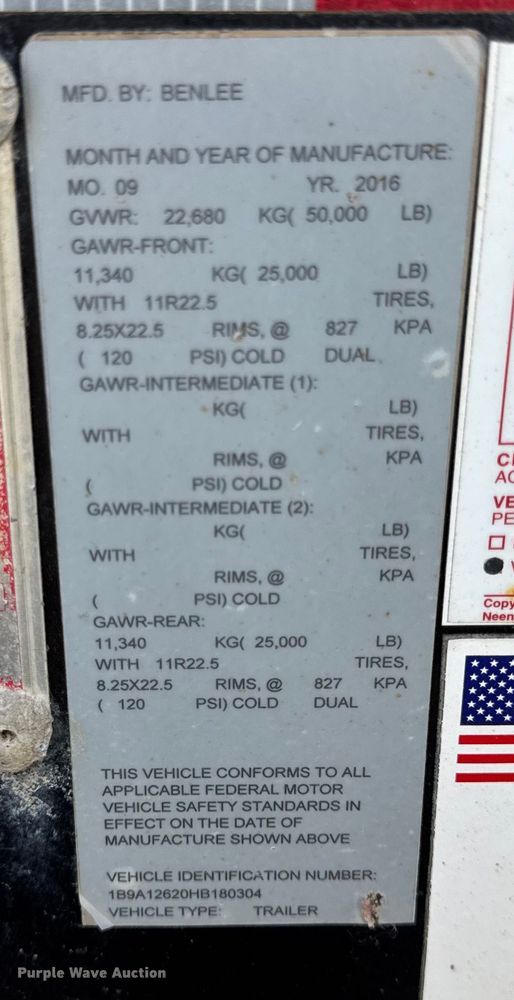 MFD. BY: BENLEE
MONTH AND YEAR OF MANUFACTURE:
MO. 09 YR. 2016
GVWR: 22,680 KG( 50,000 LB)
GAWR-FRONT:
11,340 KG( 25,000 LB)
WITH 11R22.5 TIRES,
8.25X22.5 RIMS, @ 827 KPA
( 120 PSI) COLD DUAL
GAWR-INTERMEDIATE (1):
KG( LB)
WITH TIRES,
RIMS, @ KPA
( PSI) COLD
GAWR-INTERMEDIATE (2):
KG( LB)
WITH TIRES,
RIMS, @ KPA
( PSI) COLD
GAWR-REAR:
11,340 KG( 25,000 LB)
WITH 11R22.5 TIRES,
8.25X22.5 RIMS, @ 827 KPA
( 120 PSI) COLD DUAL
THIS VEHICLE CONFORMS TO ALL
APPLICABLE FEDERAL MOTOR
VEHICLE SAFETY STANDARDS IN
EFFECT ON THE DATE OF
MANUFACTURE SHOWN ABOVE
VEHICLE IDENTIFICATION NUMBER:
1B9A12620HB180304
VEHICLE TYPE: TRAILER
Purple Wave Auction